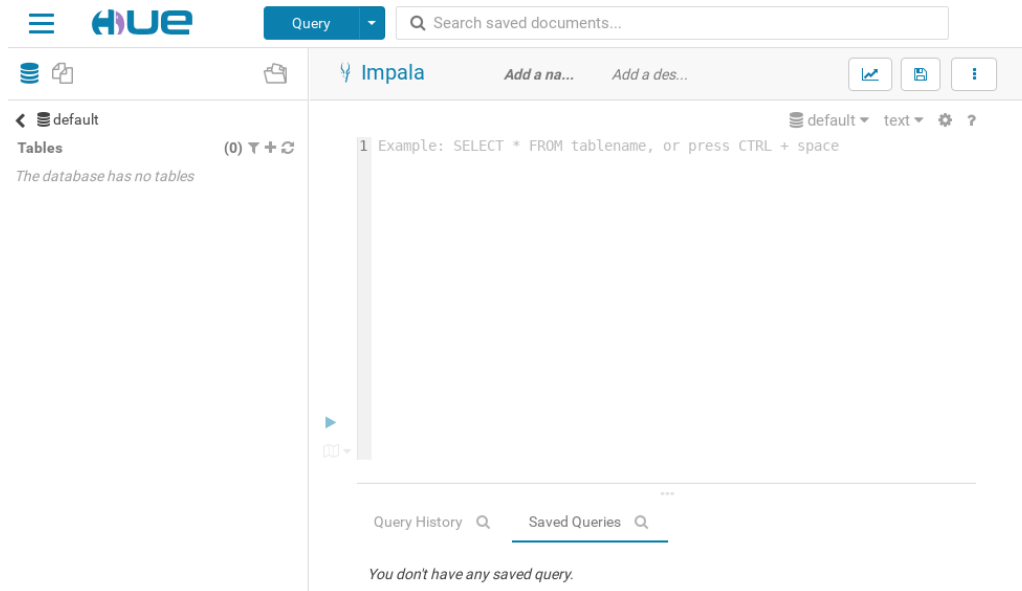 HUE
Query
Search saved documents...
Impala
Add a na...
Add a des...
default
default
text
?
Tables
(0)
The database has no tables
1
Example: SELECT * FROM tablename, or press CTRL + space
Query History
Saved Queries
You don't have any saved query.